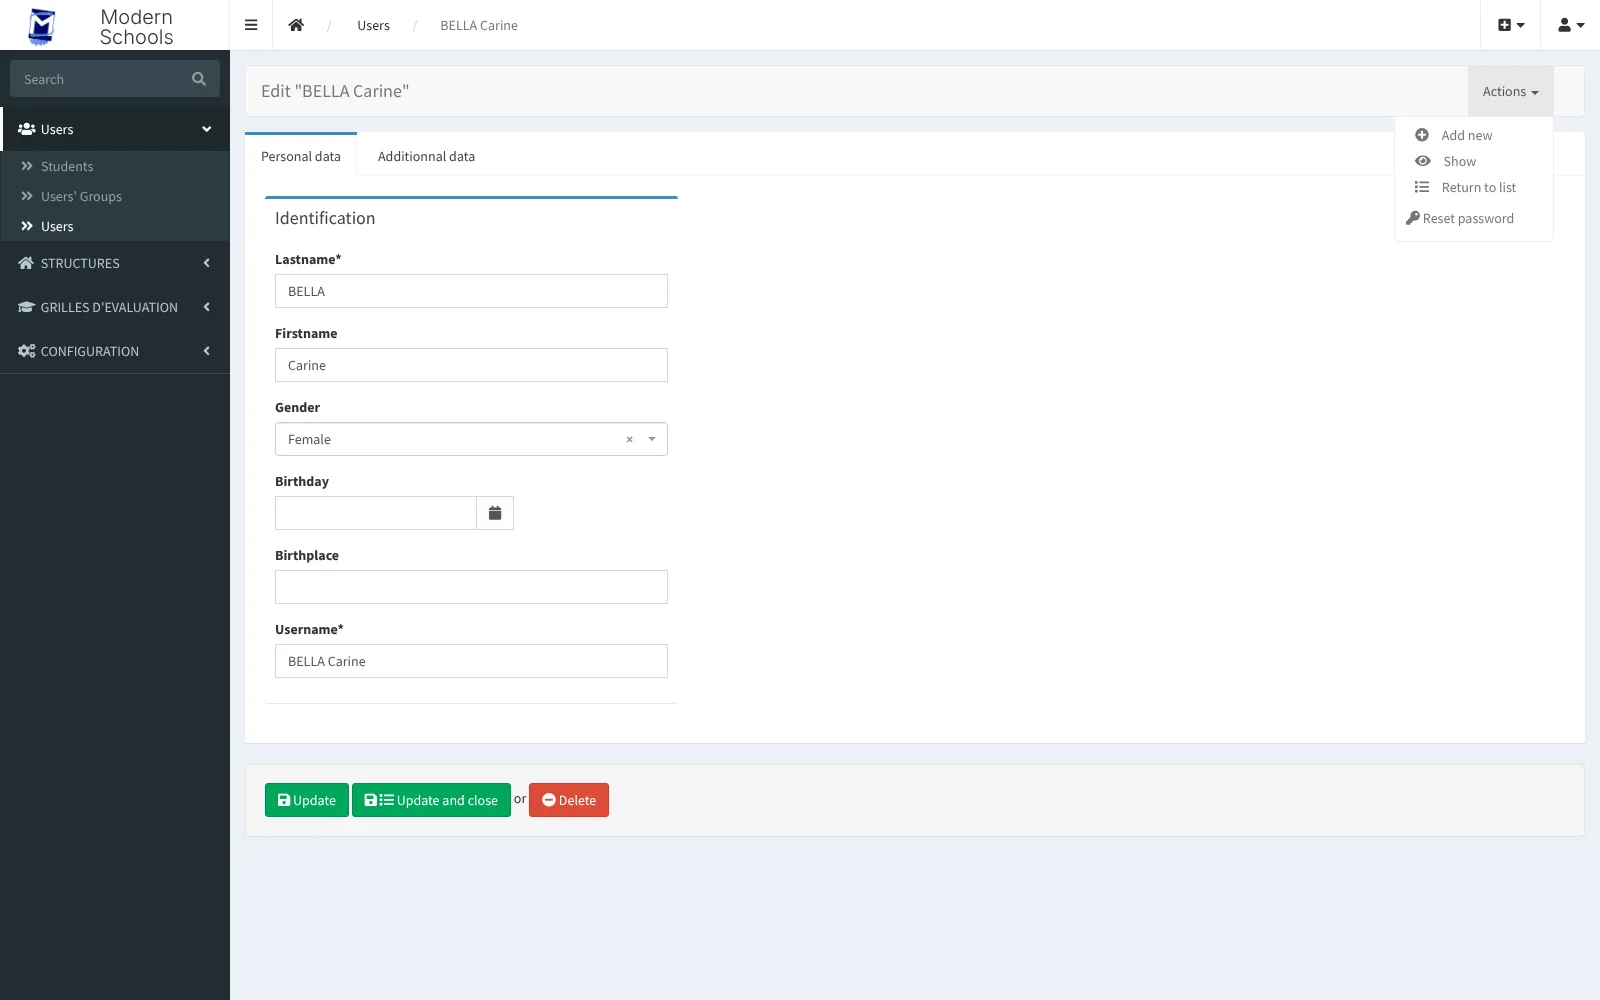 Modern
Schools
/ Users / BELLA Carine
Search
Users
Students
Users' Groups
Users
STRUCTURES
GRILLES D'EVALUATION
CONFIGURATION
Edit "BELLA Carine"
Actions
Add new
Show
Return to list
Reset password
Personal data
Additionnal data
Identification
Lastname*
BELLA
Firstname
Carine
Gender
Female ×
Birthday
Birthplace
Username*
BELLA Carine
Update Update and close or Delete